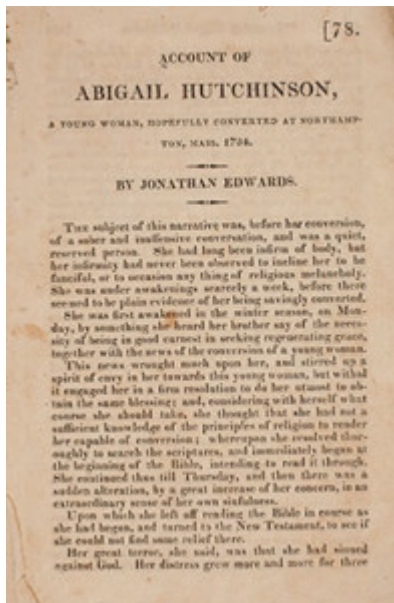 [78.
ACCOUNT OF
ABIGAIL HUTCHINSON,
A YOUNG WOMAN, HOPEFULLY CONVERTED AT NORTHAMP-
TON, MASS. 1734.
BY JONATHAN EDWARDS.
THE subject of this narrative was, before her conversion,
of a sober and inoffensive conversation, and was a quiet,
reserved person. She had long been infirm of body, but
her infirmity had never been observed to incline her to be
fanciful, or to occasion any thing of religious melancholy.
She was under awakenings scarcely a week, before there
seemed to be plain evidence of her being savingly converted.
She was first awakened in the winter season, on Mon-
day, by something she heard her brother say of the neces-
sity of being in good earnest in seeking regenerating grace,
together with the news of the conversion of a young woman.
This news wrought much upon her, and stirred up a
spirit of envy in her towards this young woman, but withal
it engaged her in a firm resolution to do her utmost to ob-
tain the same blessing; and, considering with herself what
course she should take, she thought that she had not a
sufficient knowledge of the principles of religion to render
her capable of conversion; whereupon she resolved thor-
oughly to search the scriptures, and immediately began at
the beginning of the Bible, intending to read it through.
She continued thus till Thursday, and then there was a
sudden alteration, by a great increase of her concern, in an
extraordinary sense of her own sinfulness.
Upon which she left off reading the Bible in course as
she had begun, and turned to the New Testament, to see if
she could not find some relief there.
Her great terror, she said, was that she had sinned
against God. Her distress grew more and more for three